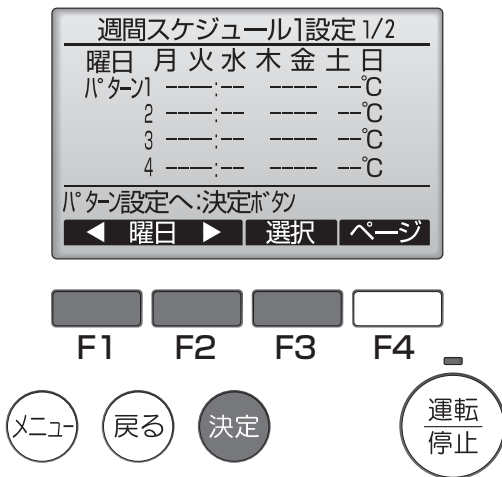 週間スケジュール1設定 1/2
曜日 月 火 水 木 金 土 日
パターン1 ----:-- ---- --℃
2 ----:-- ---- --℃
3 ----:-- ---- --℃
4 ----:-- ---- --℃
パターン設定へ:決定ボタン
◀ 曜日 ▶ 選択 ページ
F1 F2 F3 F4
メニュー 戻る 決定 運転
停止